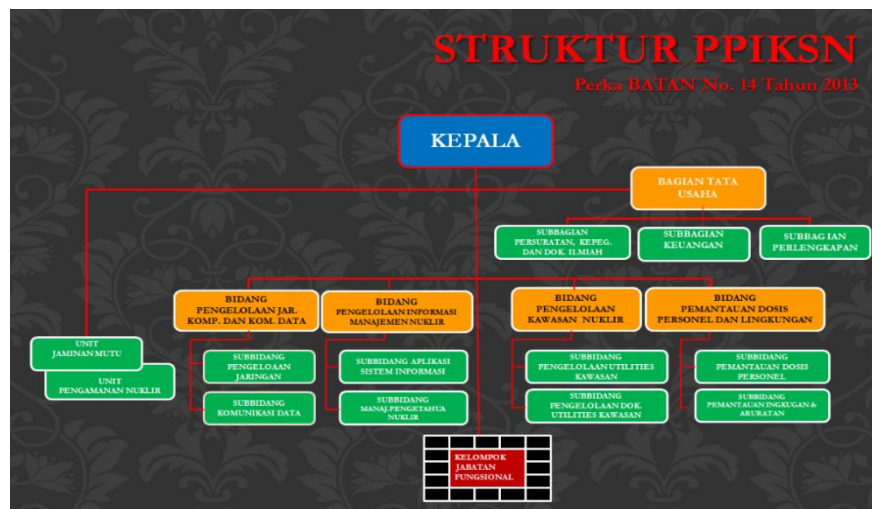 STRUKTUR PPIKSN
Perka BATAN No. 14 Tahun 2013
KEPALA
BAGIAN TATA
USAHA
SUBBAGIAN
PERSURATAN, KEPEG.
DAN DOK. ILMIAH
SUBBAGIAN
KEUANGAN
SUBBAG IAN
PERLENGKAPAN
BIDANG
PENGELOLAAN JAR.
KOMP. DAN KOM. DATA
BIDANG
PENGELOLAAN INFORMASI
MANAJEMEN NUKLIR
BIDANG
PENGELOLAAN
KAWASAN NUKLIR
BIDANG
PEMANTAUAN DOSIS
PERSONEL DAN LINGKUNGAN
UNIT
JAMINAN MUTU
UNIT
PENGAMANAN NUKLIR
SUBBIDANG
PENGELOAAN
JARINGAN
SUBBIDANG APLIKASI
SISTEM INFORMASI
SUBBIDANG
PENGELOLAAN UTILITIES
KAWASAN
SUBBIDANG
PEMANTAUAN DOSIS
PERSONEL
SUBBIDANG
KOMUNIKASI DATA
SUBBIDANG
MANAJ.PENGETAHUA
NUKLIR
SUBBIDANG
PENGELOLAAN DOK.
UTILITIES KAWASAN
SUBBIDANG
PEMANTAUAN INGKUGAN &
ARURATAN
KELOMPOK
JABATAN
FUNGSIONAL